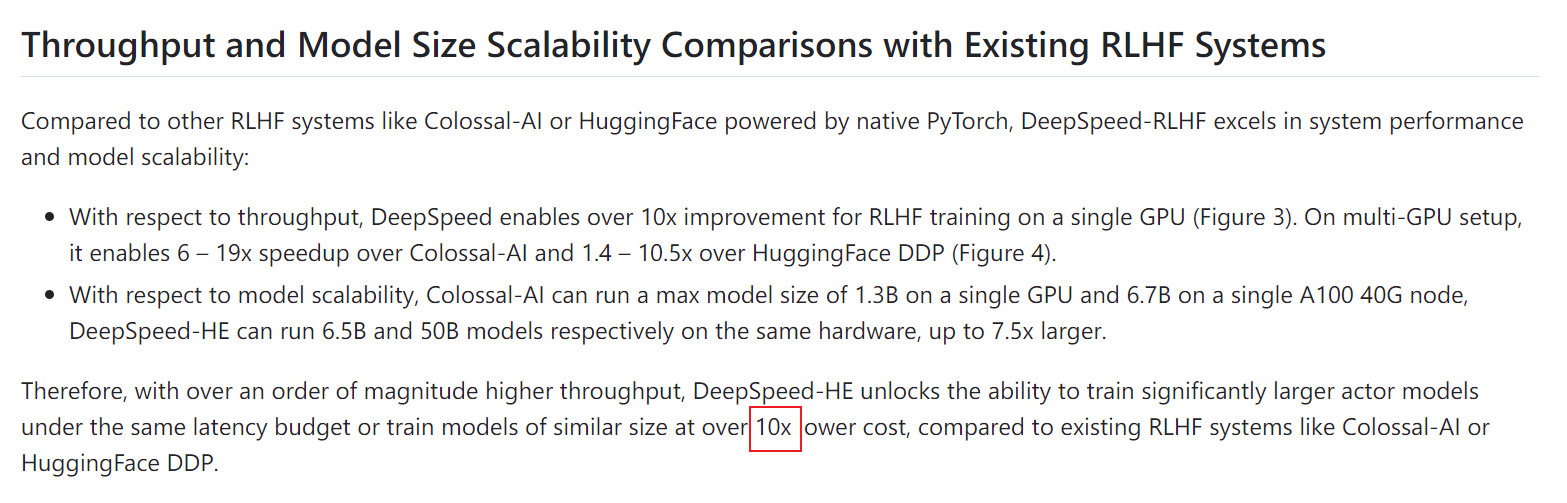 Throughput and Model Size Scalability Comparisons with Existing RLHF Systems
Compared to other RLHF systems like Colossal-AI or HuggingFace powered by native PyTorch, DeepSpeed-RLHF excels in system performance
and model scalability:
• With respect to throughput, DeepSpeed enables over 10x improvement for RLHF training on a single GPU (Figure 3). On multi-GPU setup,
it enables 6 – 19x speedup over Colossal-AI and 1.4 – 10.5x over HuggingFace DDP (Figure 4).
• With respect to model scalability, Colossal-AI can run a max model size of 1.3B on a single GPU and 6.7B on a single A100 40G node,
DeepSpeed-HE can run 6.5B and 50B models respectively on the same hardware, up to 7.5x larger.
Therefore, with over an order of magnitude higher throughput, DeepSpeed-HE unlocks the ability to train significantly larger actor models
under the same latency budget or train models of similar size at over 10x ower cost, compared to existing RLHF systems like Colossal-AI or
HuggingFace DDP.